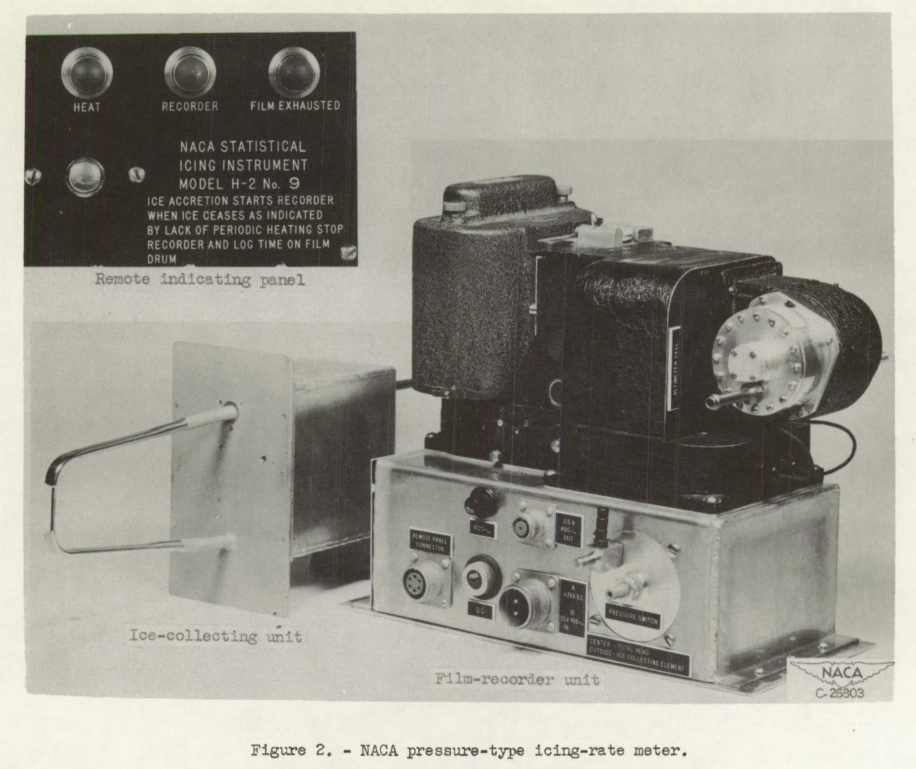 HEAT
RECORDER
FILM EXHAUSTED
NACA STATISTICAL
ICING INSTRUMENT
MODEL H-2 No. 9
ICE ACCRETION STARTS RECORDER
WHEN ICE CEASES AS INDICATED
BY LACK OF PERIODIC HEATING STOP
RECORDER AND LOG TIME ON FILM
DRUM
Remote indicating panel
Ice-collecting unit
REMOTE PANEL
CONNECTOR
115 V
400~
OUT
D.C.
A
+28V D.C.
B
115V 400~
IN
PRESSURE SWITCH
CENTER - TOTAL HEAD
OUTSIDE - ICE-COLLECTING ELEMENT
Film-recorder unit
NACA
C-26803
Figure 2. - NACA pressure-type icing-rate meter.